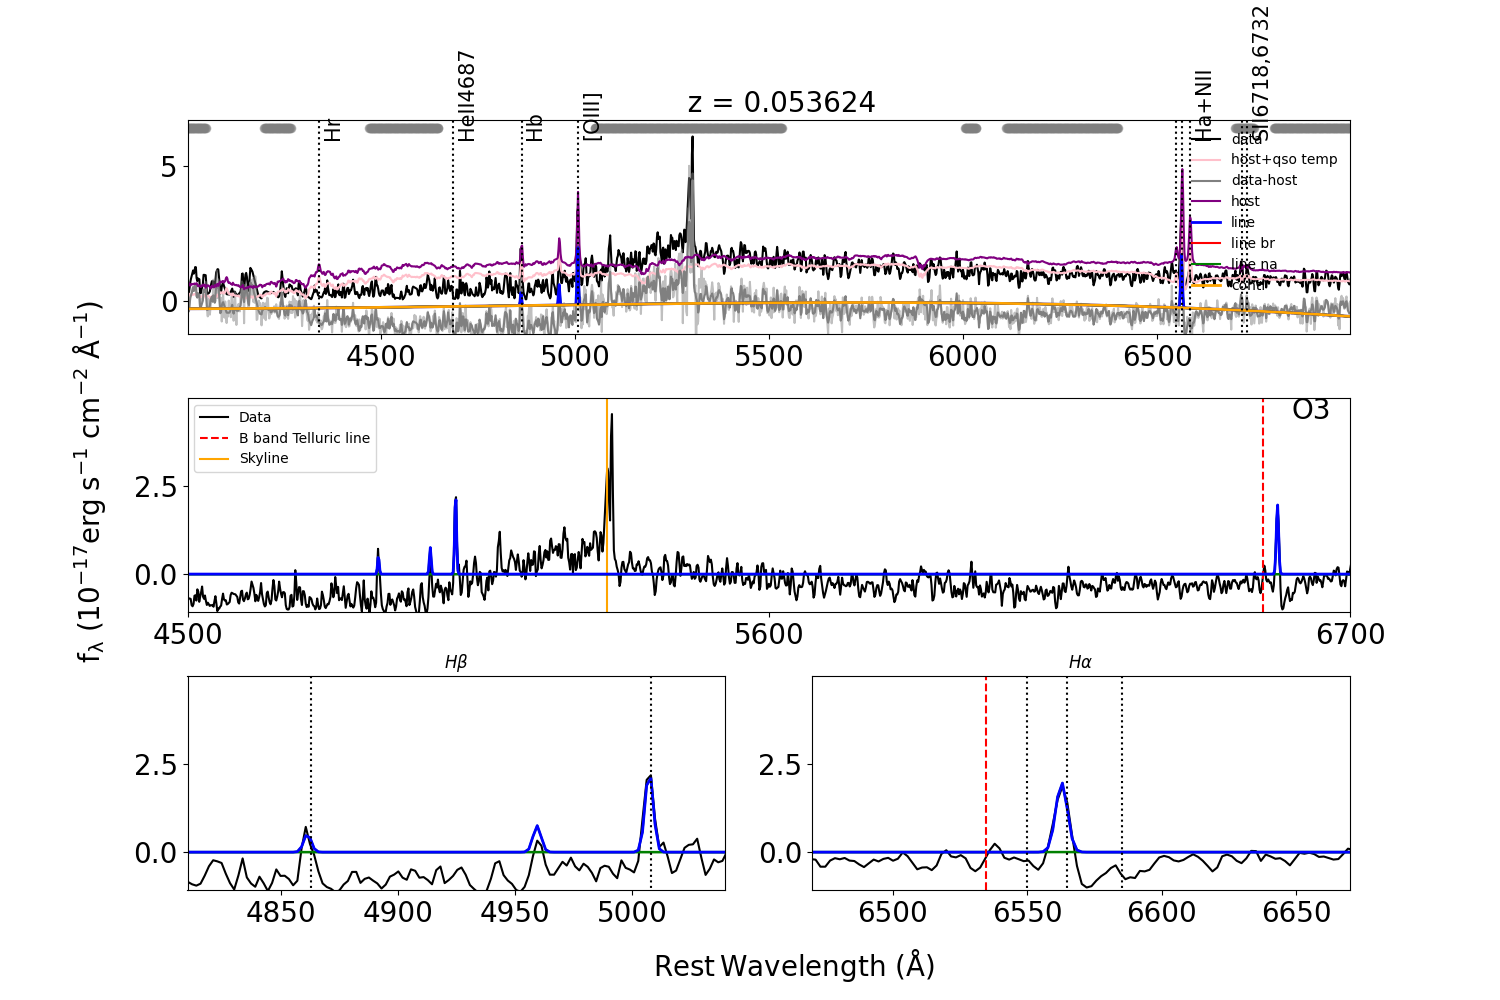 z = 0.053624
Hr
HeII4687
Hb
[OIII]
Ha+NII
SII6718,6732
data
host+qso temp
data-host
host
line
line br
line na
conti
5
0
4500
5000
5500
6000
6500
O3
Data
B band Telluric line
Skyline
2.5
0.0
4500
5600
6700
fλ (10⁻¹⁷erg s⁻¹ cm⁻² Å⁻¹)
Hβ
2.5
0.0
4850
4900
4950
5000
Hα
2.5
0.0
6500
6550
6600
6650
Rest Wavelength (Å)